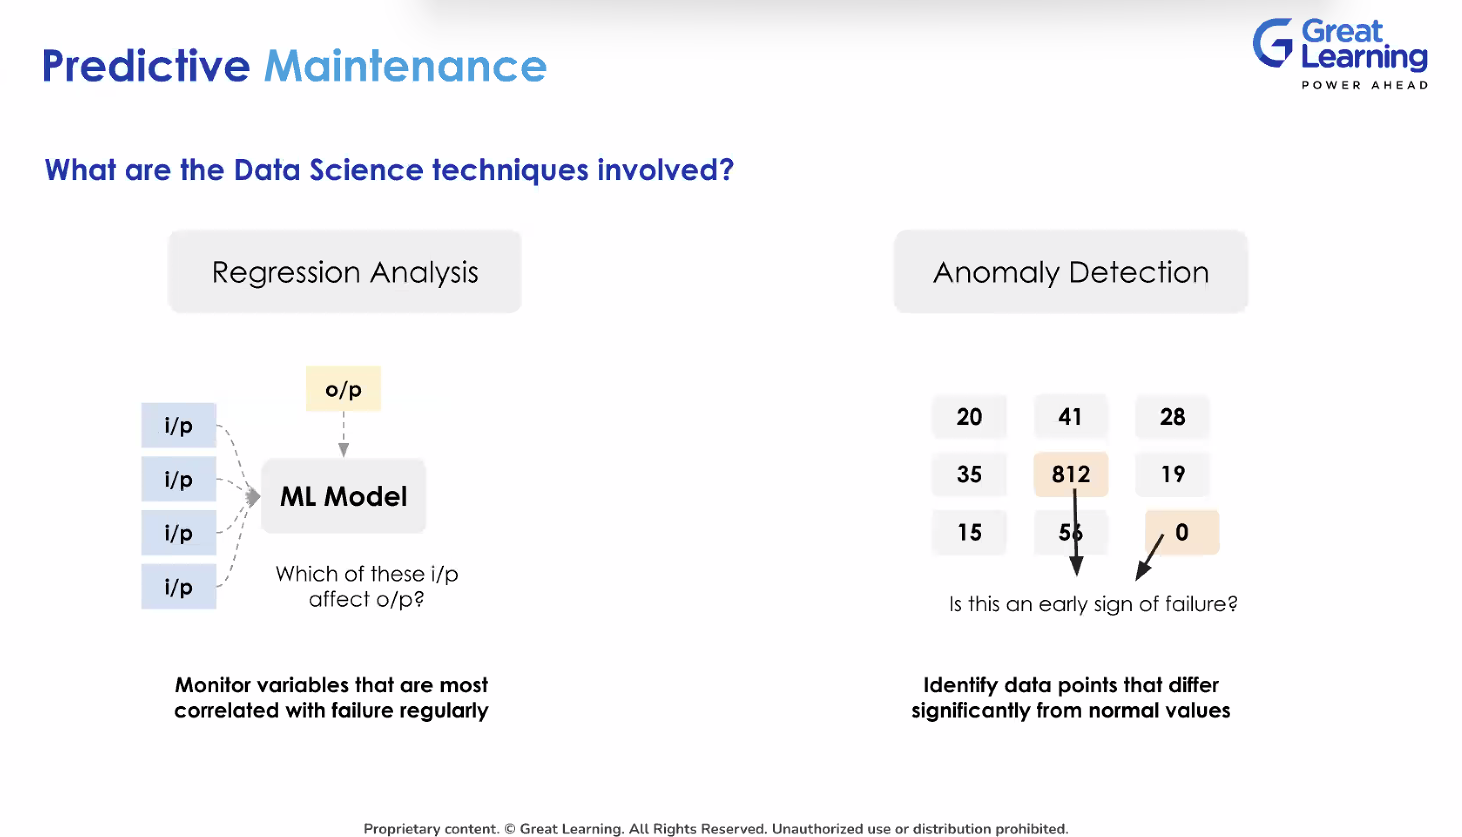 Predictive Maintenance
Great
Learning
POWER AHEAD
What are the Data Science techniques involved?
Regression Analysis
o/p
i/p
i/p
i/p
i/p
ML Model
Which of these i/p
affect o/p?
Monitor variables that are most
correlated with failure regularly
Anomaly Detection
20 41 28
35 812 19
15 56 0
Is this an early sign of failure?
Identify data points that differ
significantly from normal values
Proprietary content. © Great Learning. All Rights Reserved. Unauthorized use or distribution prohibited.